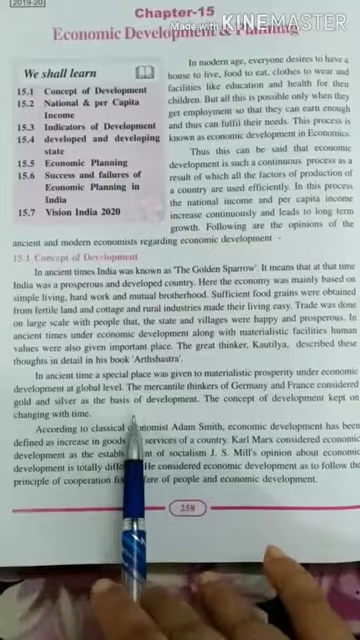 [2019-20]
Chapter-15
Made with KINEMASTER
Economic Development & Planning
We shall learn
15.1 Concept of Development
15.2 National & per Capita
Income
15.3 Indicators of Development
15.4 developed and developing
state
15.5 Economic Planning
15.6 Success and failures of
Economic Planning in
India
15.7 Vision India 2020
In modern age, everyone desires to have a
house to live, food to eat, clothes to wear and
facilities like education and health for their
children. But all this is possible only when they
get employment so that they can earn enough
and thus can fulfil their needs. This process is
known as economic development in Economics.
Thus this can be said that economic
development is such a continuous process as a
result of which all the factors of production of
a country are used efficiently. In this process
the national income and per capita income
increase continuously and leads to long term
growth. Following are the opinions of the
ancient and modern economists regarding economic development -
15.1 Concept of Development
In ancient times India was known as 'The Golden Sparrow'. It means that at that time
India was a prosperous and developed country. Here the economy was mainly based on
simple living, hard work and mutual brotherhood. Sufficient food grains were obtained
from fertile land and cottage and rural industries made their living easy. Trade was done
on large scale with people that, the state and villages were happy and prosperous. In
ancient times under economic development along with materialistic facilities human
values were also given important place. The great thinker, Kautilya, described these
thoughts in detail in his book 'Arthshastra'.
In ancient time a special place was given to materialistic prosperity under economic
development at global level. The mercantile thinkers of Germany and France considered
gold and silver as the basis of development. The concept of development kept on
changing with time.
According to classical economist Adam Smith, economic development has been
defined as increase in goods services of a country. Karl Marx considered economic
development as the of socialism J. S. Mill's opinion about economic
development is totally He considered economic development as to follow the
principle of cooperation of people and economic development.
258